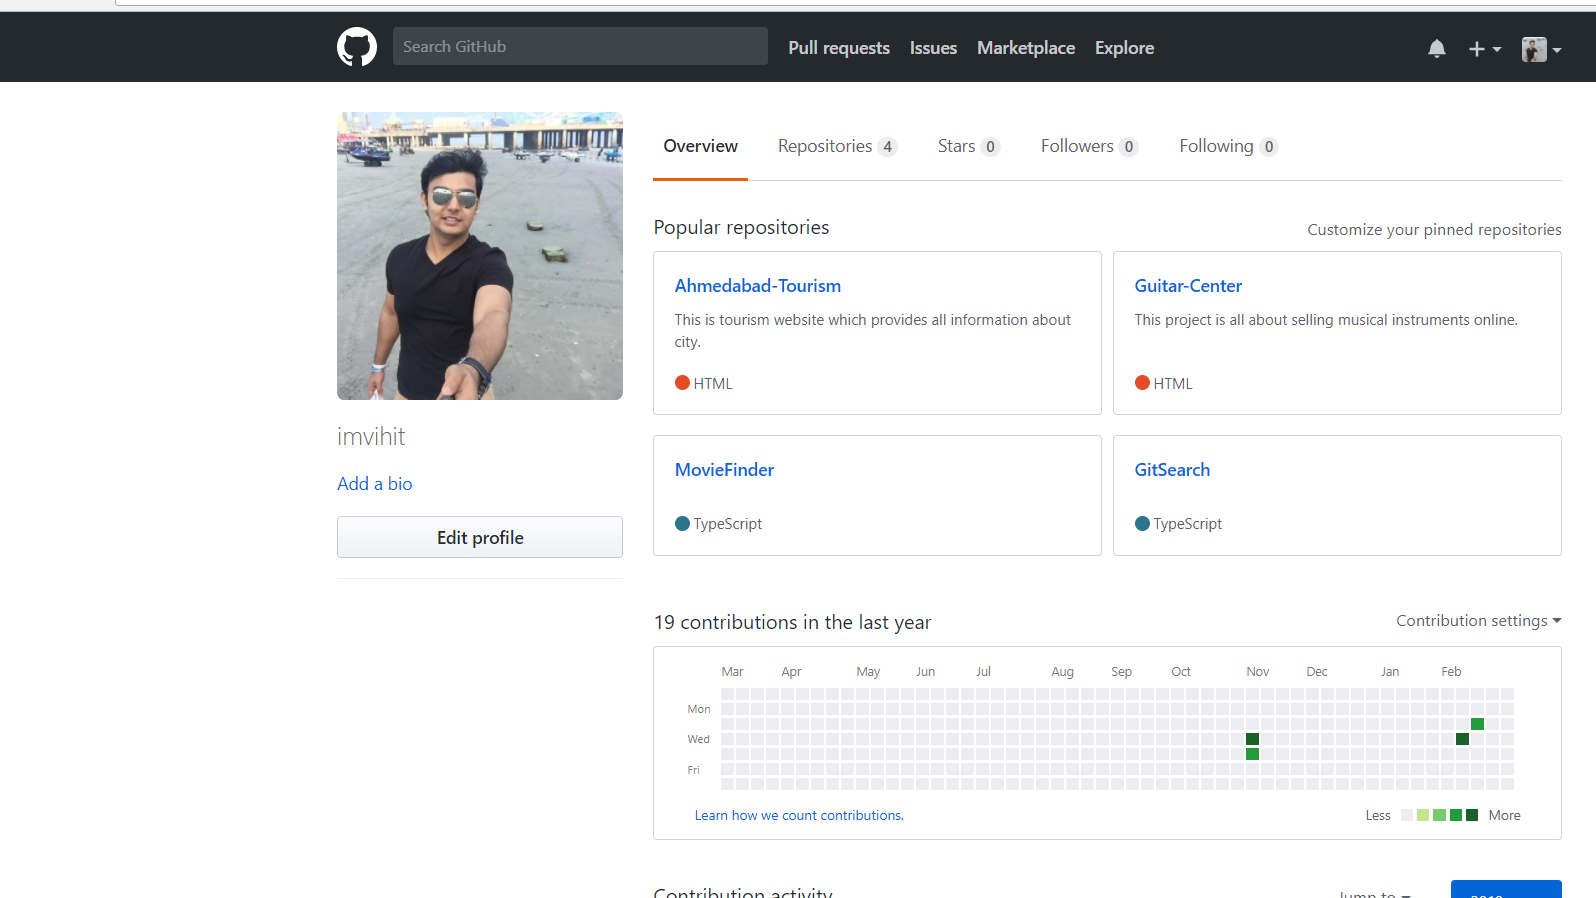 Search GitHub
Pull requests Issues Marketplace Explore
Overview Repositories 4 Stars 0 Followers 0 Following 0
Popular repositories
Customize your pinned repositories
Ahmedabad-Tourism
This is tourism website which provides all information about
city.
HTML
Guitar-Center
This project is all about selling musical instruments online.
HTML
MovieFinder
TypeScript
GitSearch
TypeScript
imvihit
Add a bio
Edit profile
19 contributions in the last year
Contribution settings
Mar Apr May Jun Jul Aug Sep Oct Nov Dec Jan Feb
Mon
Wed
Fri
Learn how we count contributions.
Less More
Contribution activity
Jump to
2018